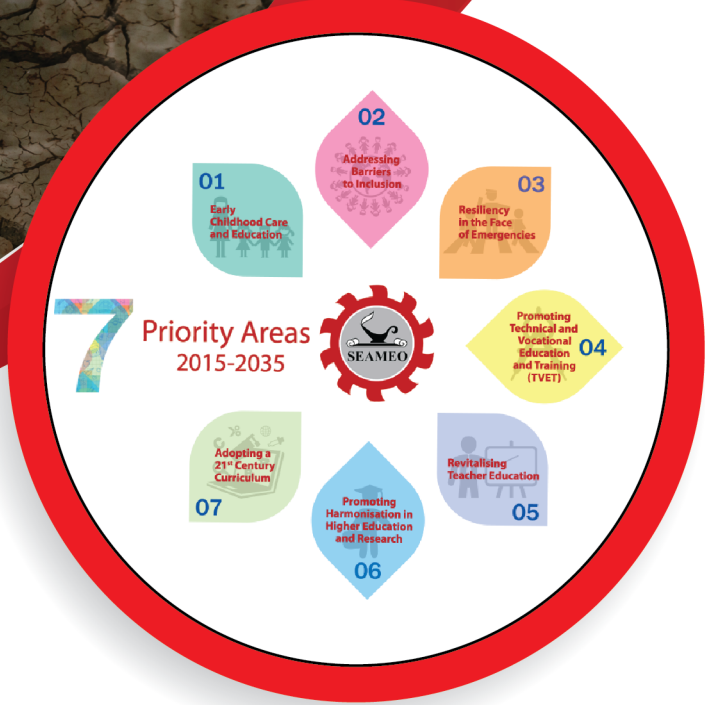 7 Priority Areas
2015-2035
SEAMEO
01
Early
Childhood Care
and Education
02
Addressing
Barriers
to Inclusion
03
Resiliency
in the Face
of Emergencies
Promoting
Technical and
Vocational
Education
and Training
(TVET)
04
Revitalising
Teacher Education
05
Promoting
Harmonisation in
Higher Education
and Research
06
Adopting a
21st Century
Curriculum
07